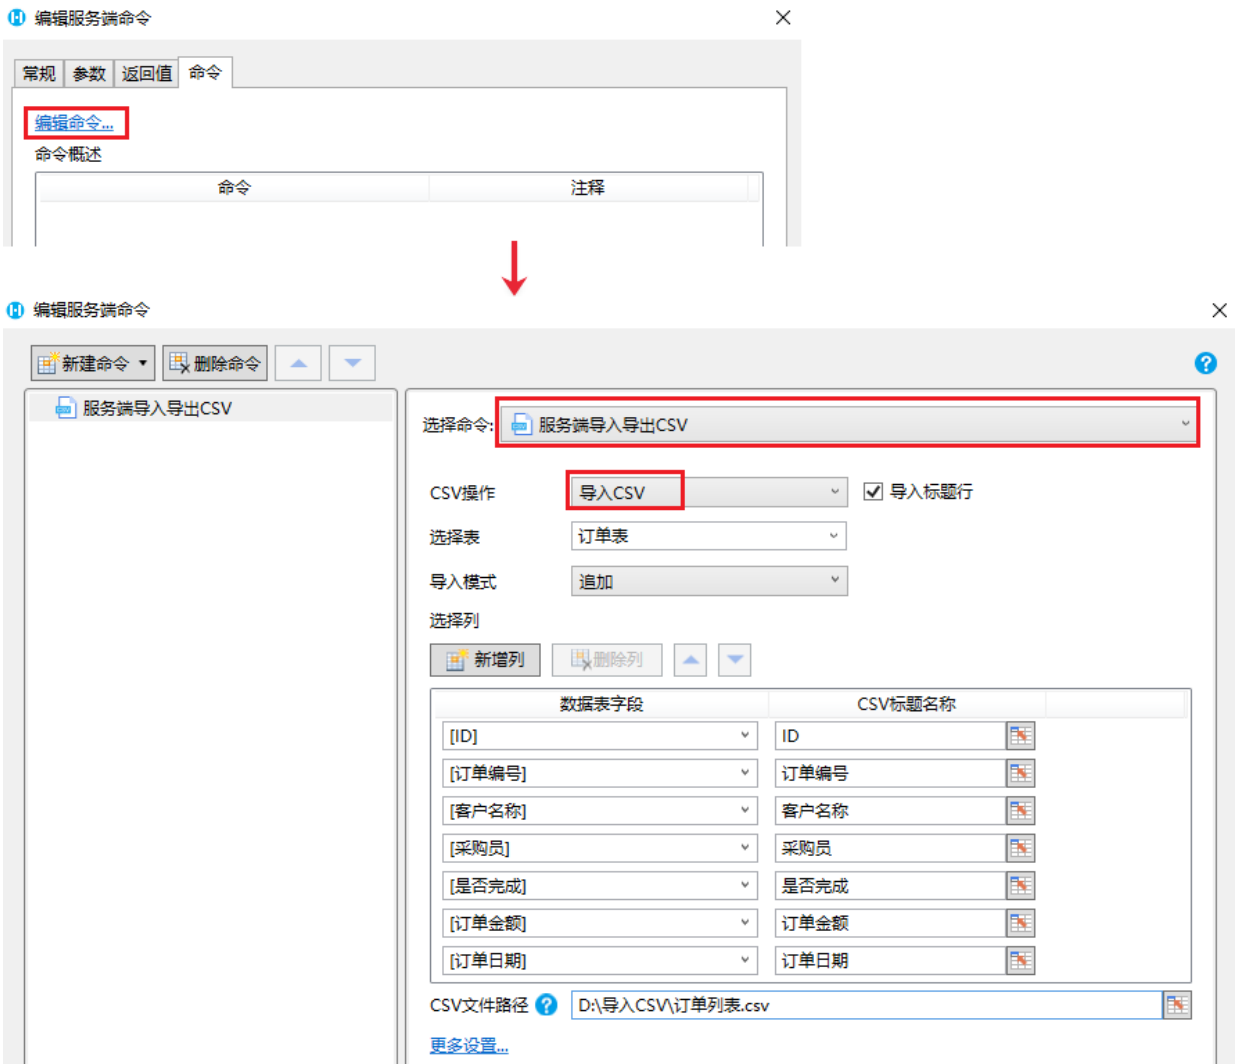 编辑服务端命令
常规 参数 返回值 命令
编辑命令...
命令概述
命令 注释
编辑服务端命令
新建命令 删除命令
服务端导入导出CSV
选择命令: 服务端导入导出CSV
CSV操作 导入CSV 导入标题行
选择表 订单表
导入模式 追加
选择列
新增列 删除列
数据表字段 CSV标题名称
[ID] ID
[订单编号] 订单编号
[客户名称] 客户名称
[采购员] 采购员
[是否完成] 是否完成
[订单金额] 订单金额
[订单日期] 订单日期
CSV文件路径 ? D:\导入CSV\订单列表.csv
更多设置...